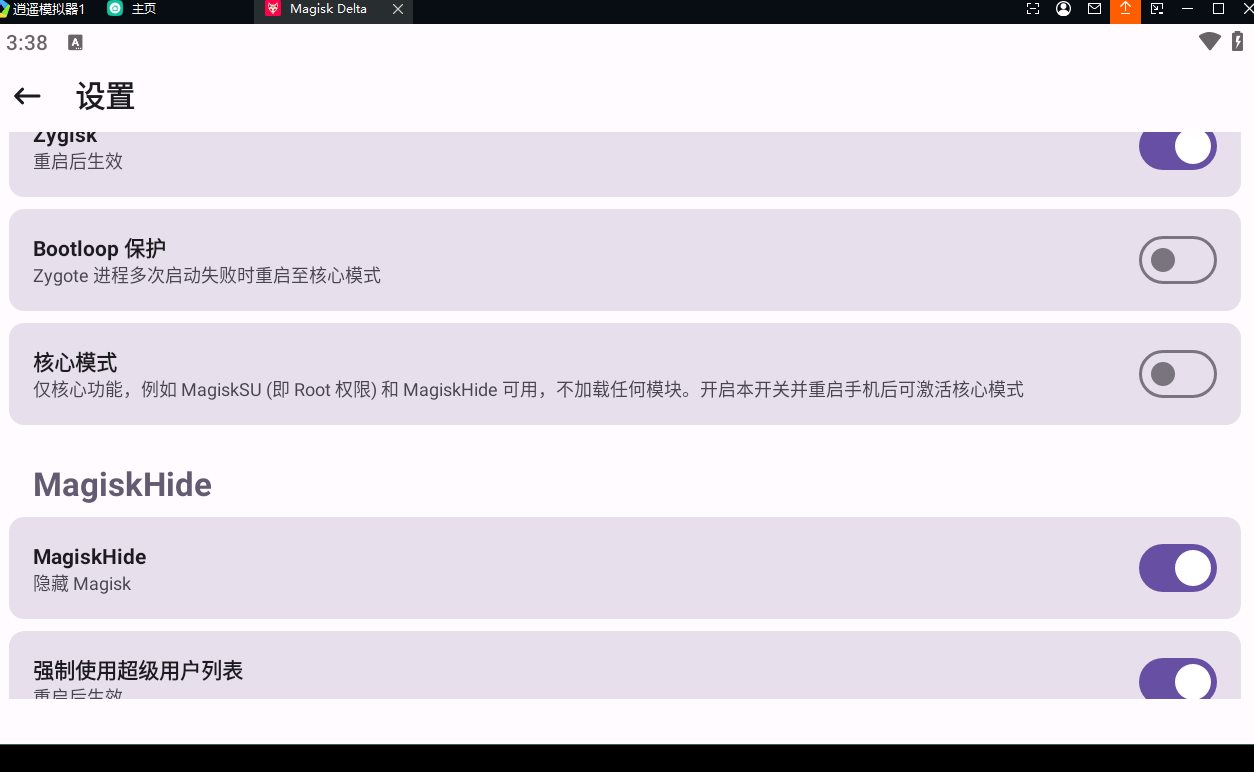 逍遥模拟器1
主页
Magisk Delta
3:38
A
设置
Zygisk
重启后生效
Bootloop 保护
Zygote 进程多次启动失败时重启至核心模式
核心模式
仅核心功能，例如 MagiskSU (即 Root 权限) 和 MagiskHide 可用，不加载任何模块。开启本开关并重启手机后可激活核心模式
MagiskHide
MagiskHide
隐藏 Magisk
强制使用超级用户列表
重启后生效